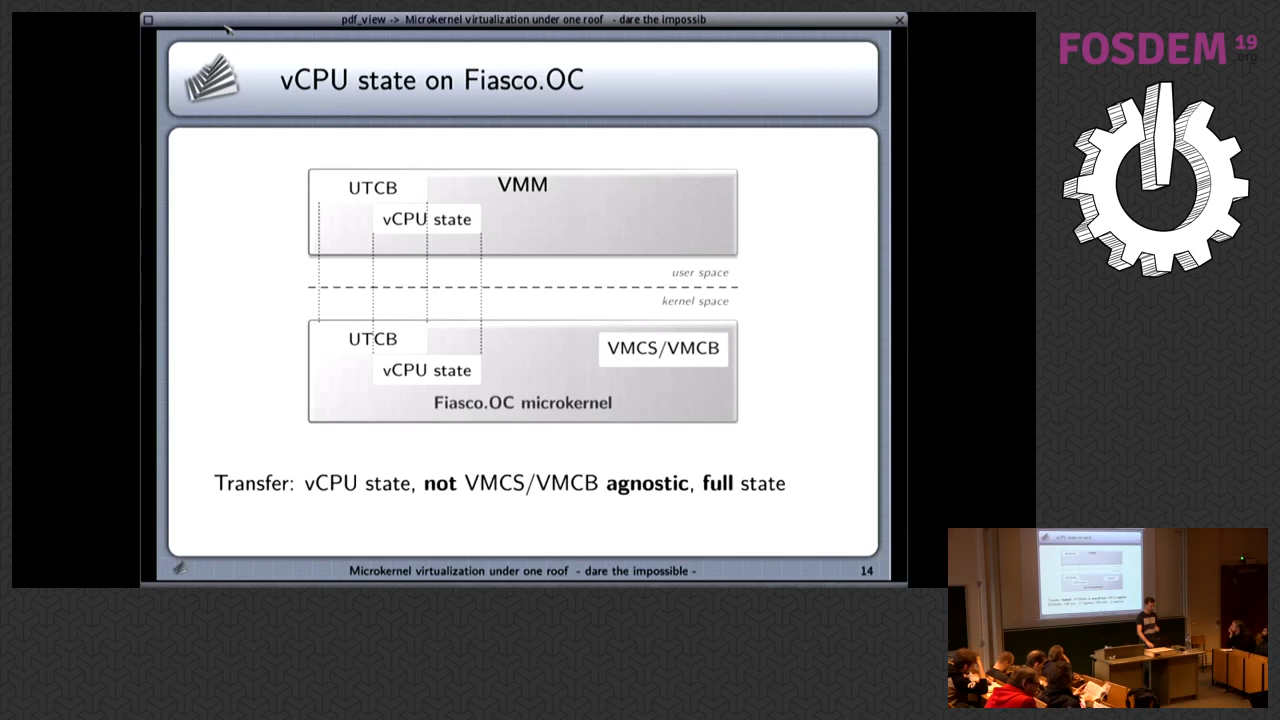 pdf_view -> Microkernel virtualization under one roof - dare the impossib
FOSDEM 19
.org
vCPU state on Fiasco.OC
UTCB
VMM
vCPU state
user space
kernel space
UTCB
VMCS/VMCB
vCPU state
Fiasco.OC microkernel
Transfer: vCPU state, not VMCS/VMCB agnostic, full state
Microkernel virtualization under one roof - dare the impossible -
14